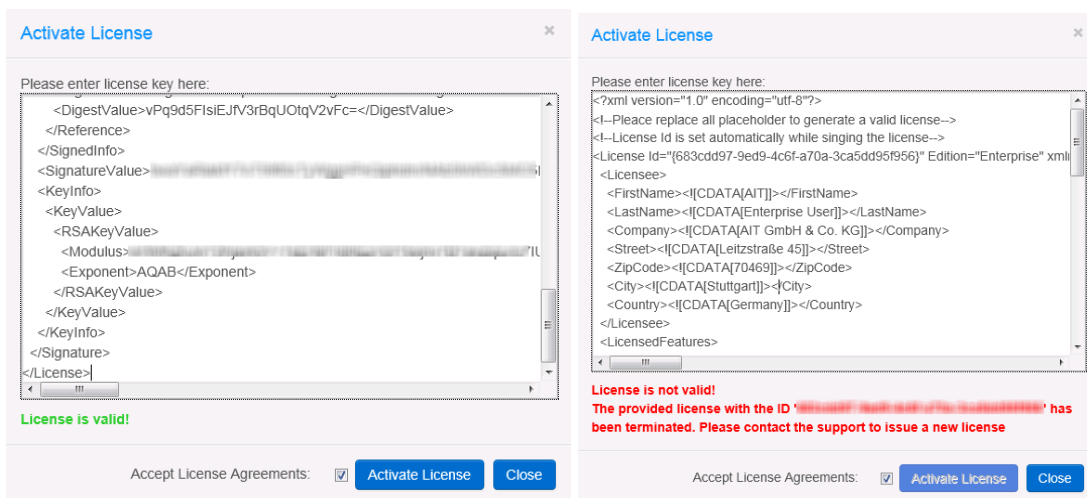 Activate License
×
Please enter license key here:
<DigestValue>vPq9d5FIsiEJfV3rBqUOtqV2vFc=</DigestValue>
</Reference>
</SignedInfo>
<SignatureValue>
<KeyInfo>
<KeyValue>
<RSAKeyValue>
<Modulus>
<Exponent>AQAB</Exponent>
</RSAKeyValue>
</KeyValue>
</KeyInfo>
</Signature>
</License>
License is valid!
Accept License Agreements:
Activate License
Close
Activate License
×
Please enter license key here:
<?xml version="1.0" encoding="utf-8"?>
<!--Pleace replace all placeholder to generate a valid license-->
<!--License Id is set automatically while singing the license-->
<License Id="{683cdd97-9ed9-4c6f-a70a-3ca5dd95f956}" Edition="Enterprise" xml
<Licensee>
<FirstName><![CDATA[AIT]]></FirstName>
<LastName><![CDATA[Enterprise User]]></LastName>
<Company><![CDATA[AIT GmbH & Co. KG]]></Company>
<Street><![CDATA[Leitzstraße 45]]></Street>
<ZipCode><![CDATA[70469]]></ZipCode>
<City><![CDATA[Stuttgart]]></City>
<Country><![CDATA[Germany]]></Country>
</Licensee>
<LicensedFeatures>
License is not valid!
The provided license with the ID ' ' has
been terminated. Please contact the support to issue a new license
Accept License Agreements:
Activate License
Close